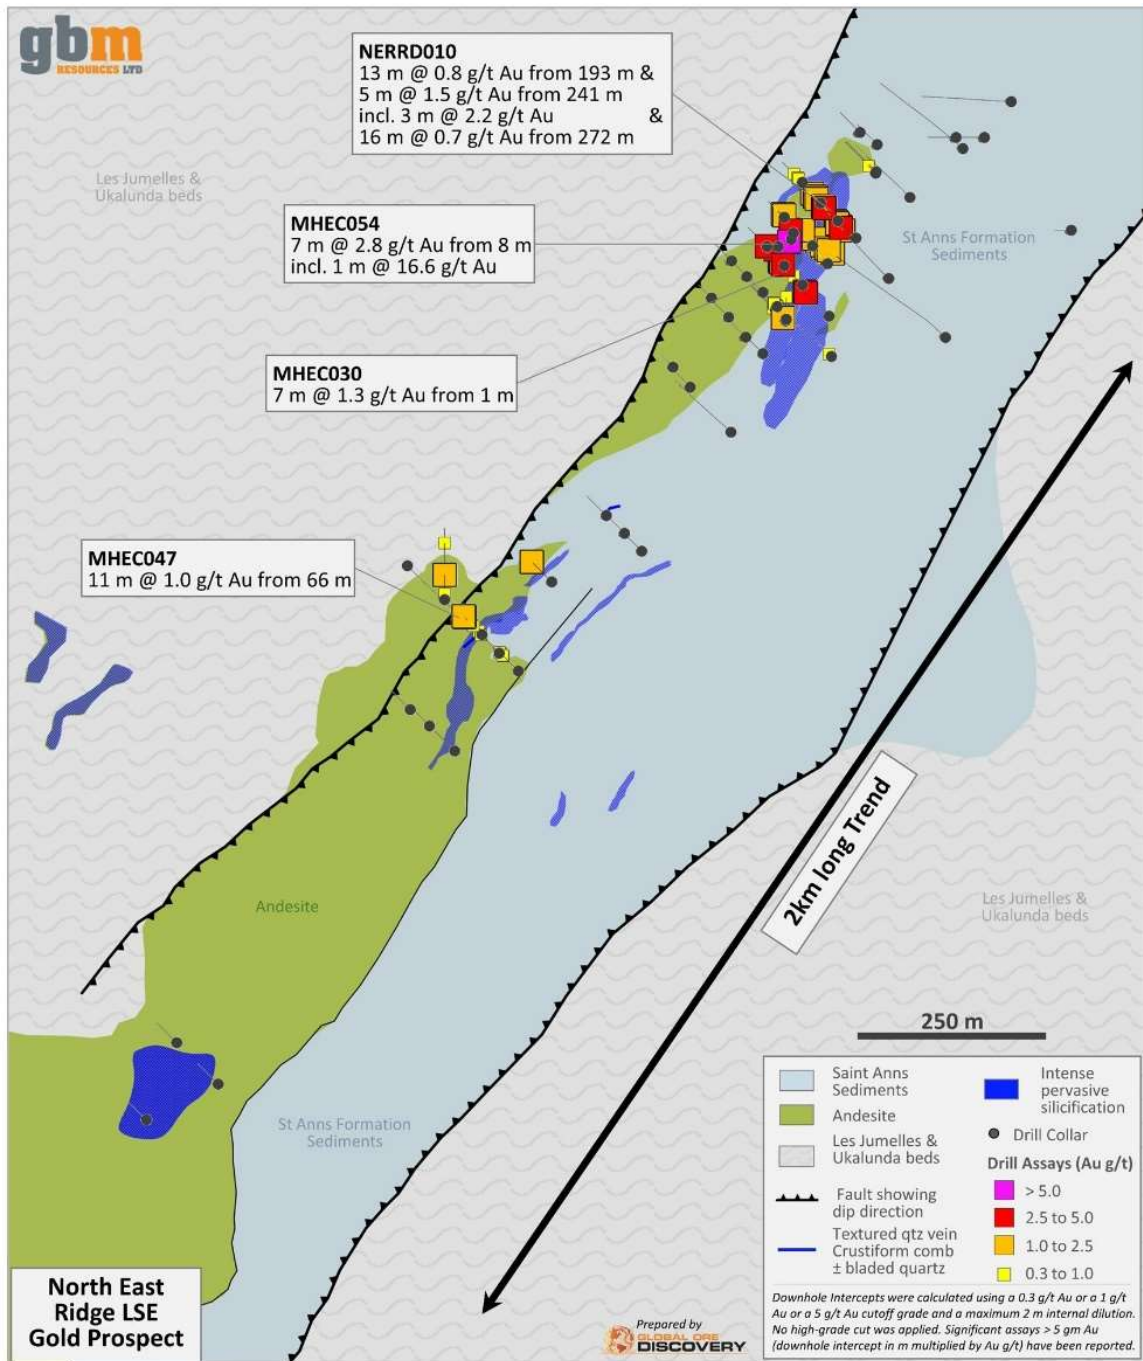 gbm
RESOURCES LTD
NERRD010
13 m @ 0.8 g/t Au from 193 m &
5 m @ 1.5 g/t Au from 241 m
incl. 3 m @ 2.2 g/t Au &
16 m @ 0.7 g/t Au from 272 m
Les Jumelles &
Ukalunda beds
MHEC054
7 m @ 2.8 g/t Au from 8 m
incl. 1 m @ 16.6 g/t Au
St Anns Formation
Sediments
MHEC030
7 m @ 1.3 g/t Au from 1 m
MHEC047
11 m @ 1.0 g/t Au from 66 m
2km long Trend
Andesite
Les Jumelles &
Ukalunda beds
St Anns Formation
Sediments
250 m
Saint Anns
Sediments
Andesite
Les Jumelles &
Ukalunda beds
Fault showing
dip direction
Textured qtz vein
Crustiform comb
± bladed quartz
Intense
pervasive
silicification
Drill Collar
Drill Assays (Au g/t)
> 5.0
2.5 to 5.0
1.0 to 2.5
0.3 to 1.0
Downhole Intercepts were calculated using a 0.3 g/t Au or a 1 g/t
Au or a 5 g/t Au cutoff grade and a maximum 2 m internal dilution.
No high-grade cut was applied. Significant assays > 5 gm Au
(downhole intercept in m multiplied by Au g/t) have been reported.
North East
Ridge LSE
Gold Prospect
Prepared by
GLOBAL ORE
DISCOVERY